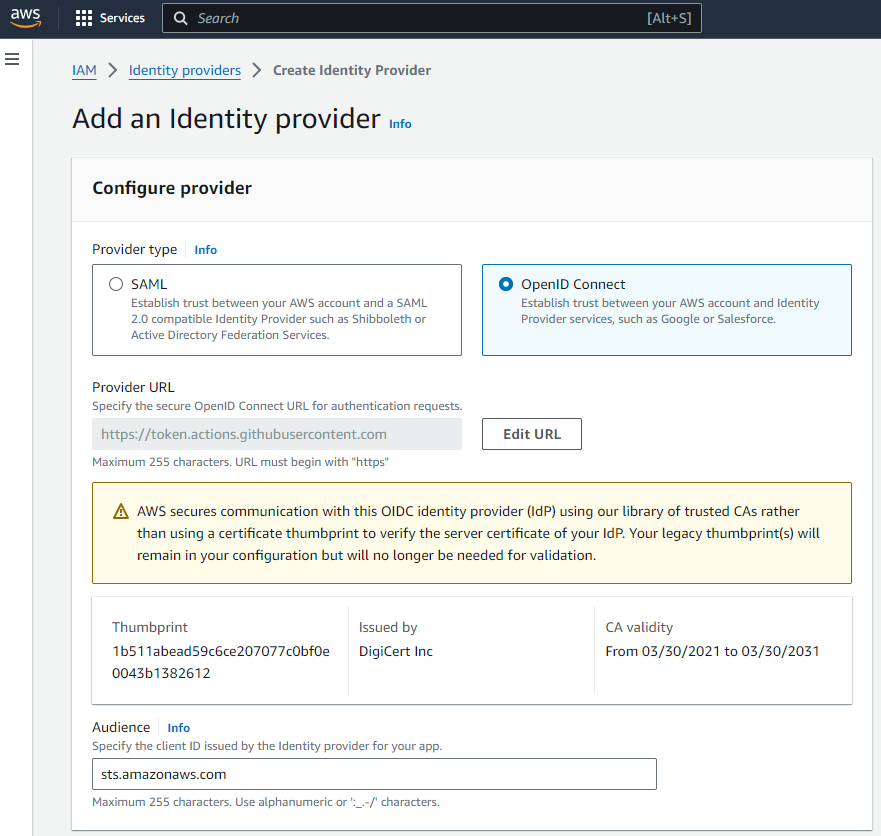 aws
Services
Search
[Alt+S]
IAM > Identity providers > Create Identity Provider
Add an Identity provider Info
Configure provider
Provider type Info
SAML
Establish trust between your AWS account and a SAML
2.0 compatible Identity Provider such as Shibboleth or
Active Directory Federation Services.
OpenID Connect
Establish trust between your AWS account and Identity
Provider services, such as Google or Salesforce.
Provider URL
Specify the secure OpenID Connect URL for authentication requests.
https://token.actions.githubusercontent.com
Edit URL
Maximum 255 characters. URL must begin with "https"
AWS secures communication with this OIDC identity provider (IdP) using our library of trusted CAs rather
than using a certificate thumbprint to verify the server certificate of your IdP. Your legacy thumbprint(s) will
remain in your configuration but will no longer be needed for validation.
Thumbprint
1b511abead59c6ce207077c0bf0e
0043b1382612
Issued by
DigiCert Inc
CA validity
From 03/30/2021 to 03/30/2031
Audience Info
Specify the client ID issued by the Identity provider for your app.
sts.amazonaws.com
Maximum 255 characters. Use alphanumeric or ':_.-/' characters.